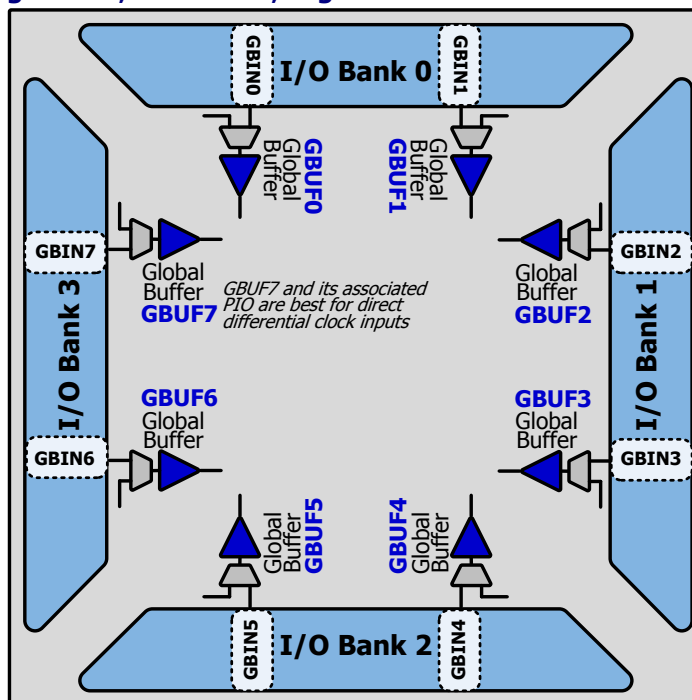 GBIN0
GBIN1
I/O Bank 0
Global
Buffer
GBUF0
Global
Buffer
GBUF1
GBIN7
Global
Buffer
GBUF7
GBUF7 and its associated
PIO are best for direct
differential clock inputs
GBIN2
Global
Buffer
GBUF2
I/O Bank 3
I/O Bank 1
GBUF6
Global
Buffer
GBIN6
GBUF3
Global
Buffer
GBIN3
Global
Buffer
GBUF5
Global
Buffer
GBUF4
GBIN5
I/O Bank 2
GBIN4